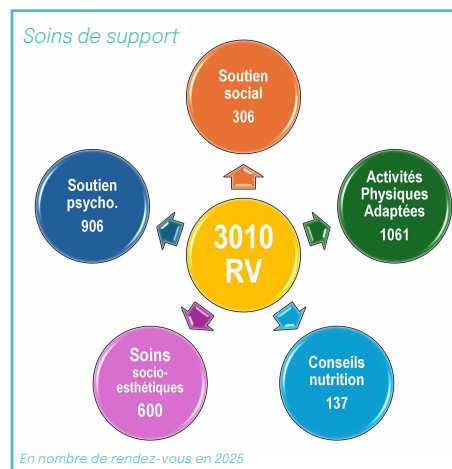 Soins de support
Soutien
social
306
Soutien
psycho.
906
Activités
Physiques
Adaptées
1061
3010
RV
Soins
socio-
esthétiques
600
Conseils
nutrition
137
En nombre de rendez-vous en 2025